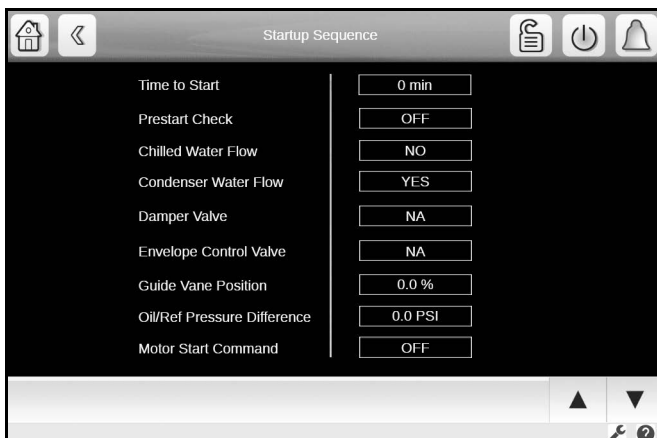 Startup Sequence
Time to Start 0 min
Prestart Check OFF
Chilled Water Flow NO
Condenser Water Flow YES
Damper Valve NA
Envelope Control Valve NA
Guide Vane Position 0.0 %
Oil/Ref Pressure Difference 0.0 PSI
Motor Start Command OFF